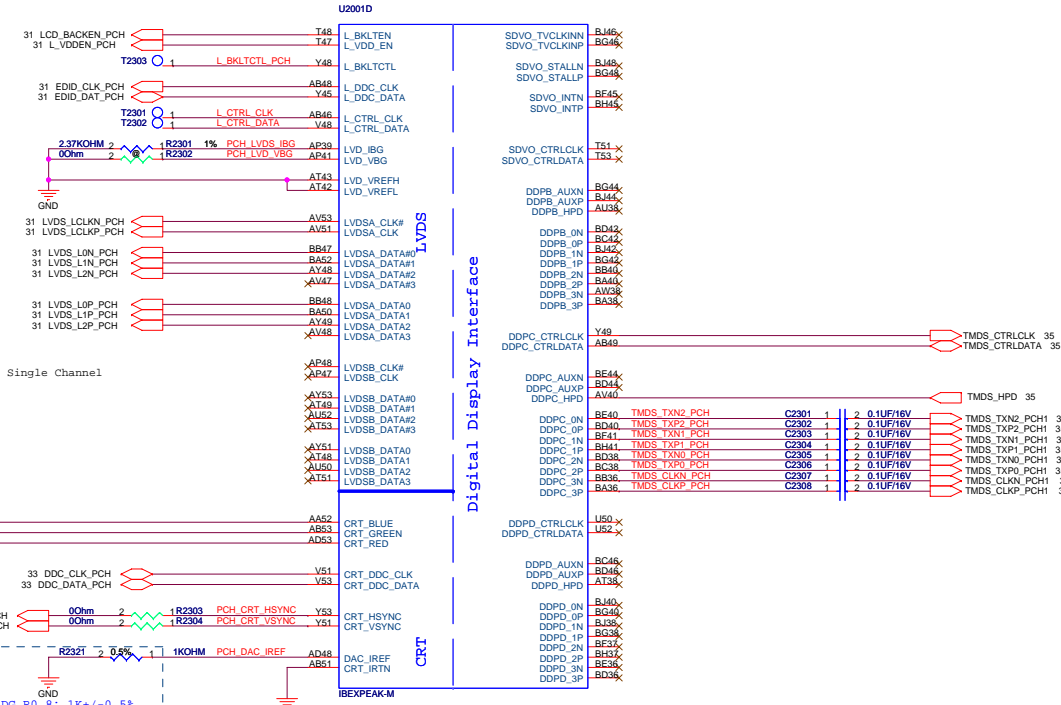 U2001D
31 LCD_BACKEN_PCH T48 L_BKLTEN SDVO_TVCLKINN BJ46
31 L_VDDEN_PCH T47 L_VDD_EN SDVO_TVCLKINP BG46
T2303 1 L_BKLTCTL_PCH Y48 L_BKLTCTL SDVO_STALLN BJ48
SDVO_STALLP BG48
31 EDID_CLK_PCH AB48 L_DDC_CLK
31 EDID_DAT_PCH Y45 L_DDC_DATA SDVO_INTN BF45
SDVO_INTP BH45
T2301 1 L_CTRL_CLK AB46 L_CTRL_CLK
T2302 1 L_CTRL_DATA V48 L_CTRL_DATA
2.37KOHM 2 1 R2301 1% PCH_LVDS_IBG AP39 LVD_IBG SDVO_CTRLCLK T51
0Ohm 2 @ 1 R2302 PCH_LVD_VBG AP41 LVD_VBG SDVO_CTRLDATA T53
AT43 LVD_VREFH
AT42 LVD_VREFL
GND
DDPB_AUXN BG44
DDPB_AUXP BJ44
DDPB_HPD AU38
31 LVDS_LCLKN_PCH AV53 LVDSA_CLK#
31 LVDS_LCLKP_PCH AV51 LVDSA_CLK
LVDS
DDPB_0N BD42
DDPB_0P BC42
DDPB_1N BJ42
DDPB_1P BG42
DDPB_2N BB40
DDPB_2P BA40
DDPB_3N AW38
DDPB_3P BA38
31 LVDS_L0N_PCH BB47 LVDSA_DATA#0
31 LVDS_L1N_PCH BA52 LVDSA_DATA#1
31 LVDS_L2N_PCH AY48 LVDSA_DATA#2
AV47 LVDSA_DATA#3
31 LVDS_L0P_PCH BB48 LVDSA_DATA0
31 LVDS_L1P_PCH BA50 LVDSA_DATA1
31 LVDS_L2P_PCH AY49 LVDSA_DATA2
AV48 LVDSA_DATA3
Digital Display Interface
DDPC_CTRLCLK Y49 TMDS_CTRLCLK 35
DDPC_CTRLDATA AB49 TMDS_CTRLDATA 35
Single Channel
AP48 LVDSB_CLK#
AP47 LVDSB_CLK
DDPC_AUXN BE44
DDPC_AUXP BD44
DDPC_HPD AV40 TMDS_HPD 35
AY53 LVDSB_DATA#0
AT49 LVDSB_DATA#1
AU52 LVDSB_DATA#2
AT53 LVDSB_DATA#3
AY51 LVDSB_DATA0
AT48 LVDSB_DATA1
AU50 LVDSB_DATA2
AT51 LVDSB_DATA3
DDPC_0N BE40 TMDS_TXN2_PCH C2301 1 2 0.1UF/16V TMDS_TXN2_PCH1
DDPC_0P BD40 TMDS_TXP2_PCH C2302 1 2 0.1UF/16V TMDS_TXP2_PCH1
DDPC_1N BF41 TMDS_TXN1_PCH C2303 1 2 0.1UF/16V TMDS_TXN1_PCH1
DDPC_1P BH41 TMDS_TXP1_PCH C2304 1 2 0.1UF/16V TMDS_TXP1_PCH1
DDPC_2N BD38 TMDS_TXN0_PCH C2305 1 2 0.1UF/16V TMDS_TXN0_PCH1
DDPC_2P BC38 TMDS_TXP0_PCH C2306 1 2 0.1UF/16V TMDS_TXP0_PCH1
DDPC_3N BB36 TMDS_CLKN_PCH C2307 1 2 0.1UF/16V TMDS_CLKN_PCH1
DDPC_3P BA36 TMDS_CLKP_PCH C2308 1 2 0.1UF/16V TMDS_CLKP_PCH1
AA52 CRT_BLUE DDPD_CTRLCLK U50
AB53 CRT_GREEN DDPD_CTRLDATA U52
AD53 CRT_RED
DDPD_AUXN BC46
DDPD_AUXP BD46
DDPD_HPD AT38
33 DDC_CLK_PCH V51 CRT_DDC_CLK
33 DDC_DATA_PCH V53 CRT_DDC_DATA
0Ohm 2 1 R2303 PCH_CRT_HSYNC Y53 CRT_HSYNC
0Ohm 2 1 R2304 PCH_CRT_VSYNC Y51 CRT_VSYNC
DDPD_0N BJ40
DDPD_0P BG40
DDPD_1N BJ38
DDPD_1P BG38
DDPD_2N BF37
DDPD_2P BH37
DDPD_3N BE36
DDPD_3P BD36
CRT
R2321 2 0.5% 1 1KOHM PCH_DAC_IREF AD48 DAC_IREF
AB51 CRT_IRTN
GND
IBEXPEAK-M